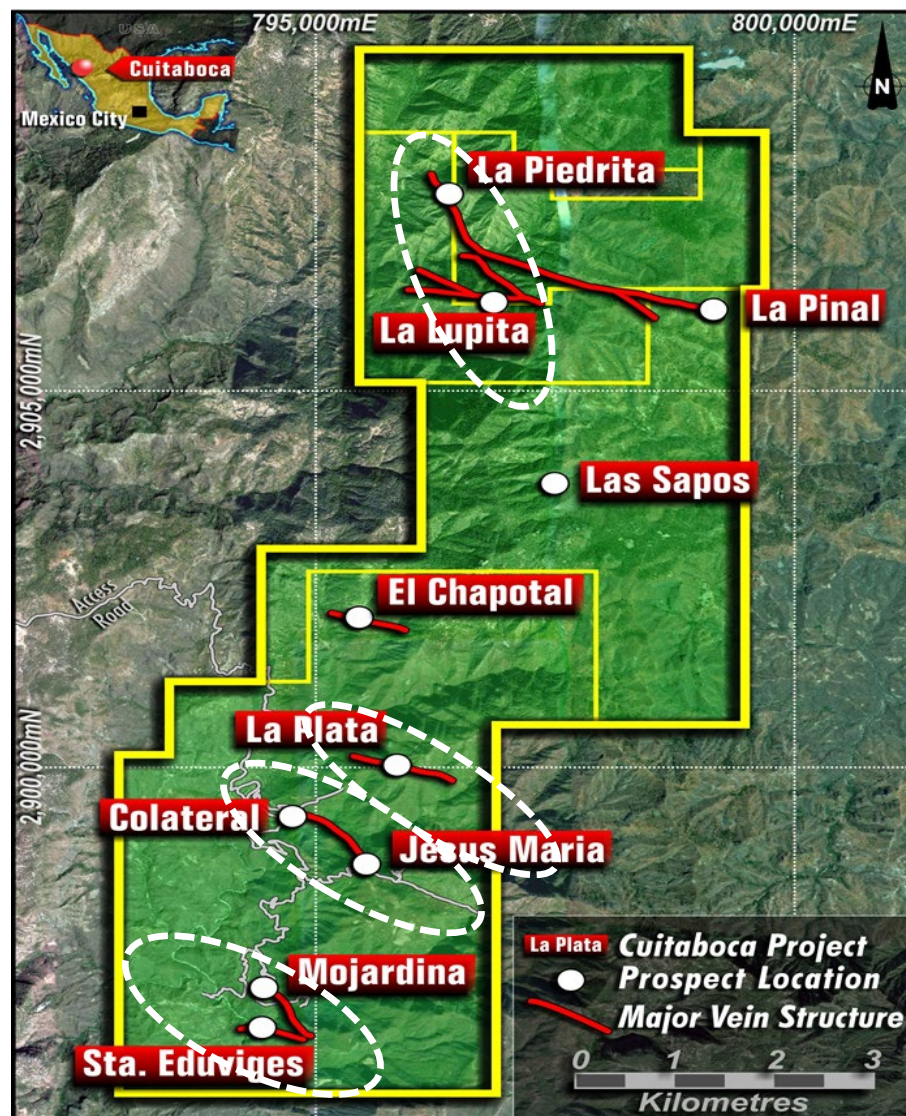 795,000mE
800,000mE
USA
Cuitaboca
Mexico City
N
La Piedrita
La Pinal
La Lupita
2,905,000mN
Las Sapos
El Chapotal
Access
Road
La Plata
2,900,000mN
Colateral
Jesus Maria
Mojardina
Sta. Eduviges
La Plata Cuitaboca Project
Prospect Location
Major Vein Structure
0 1 2 3
Kilometres